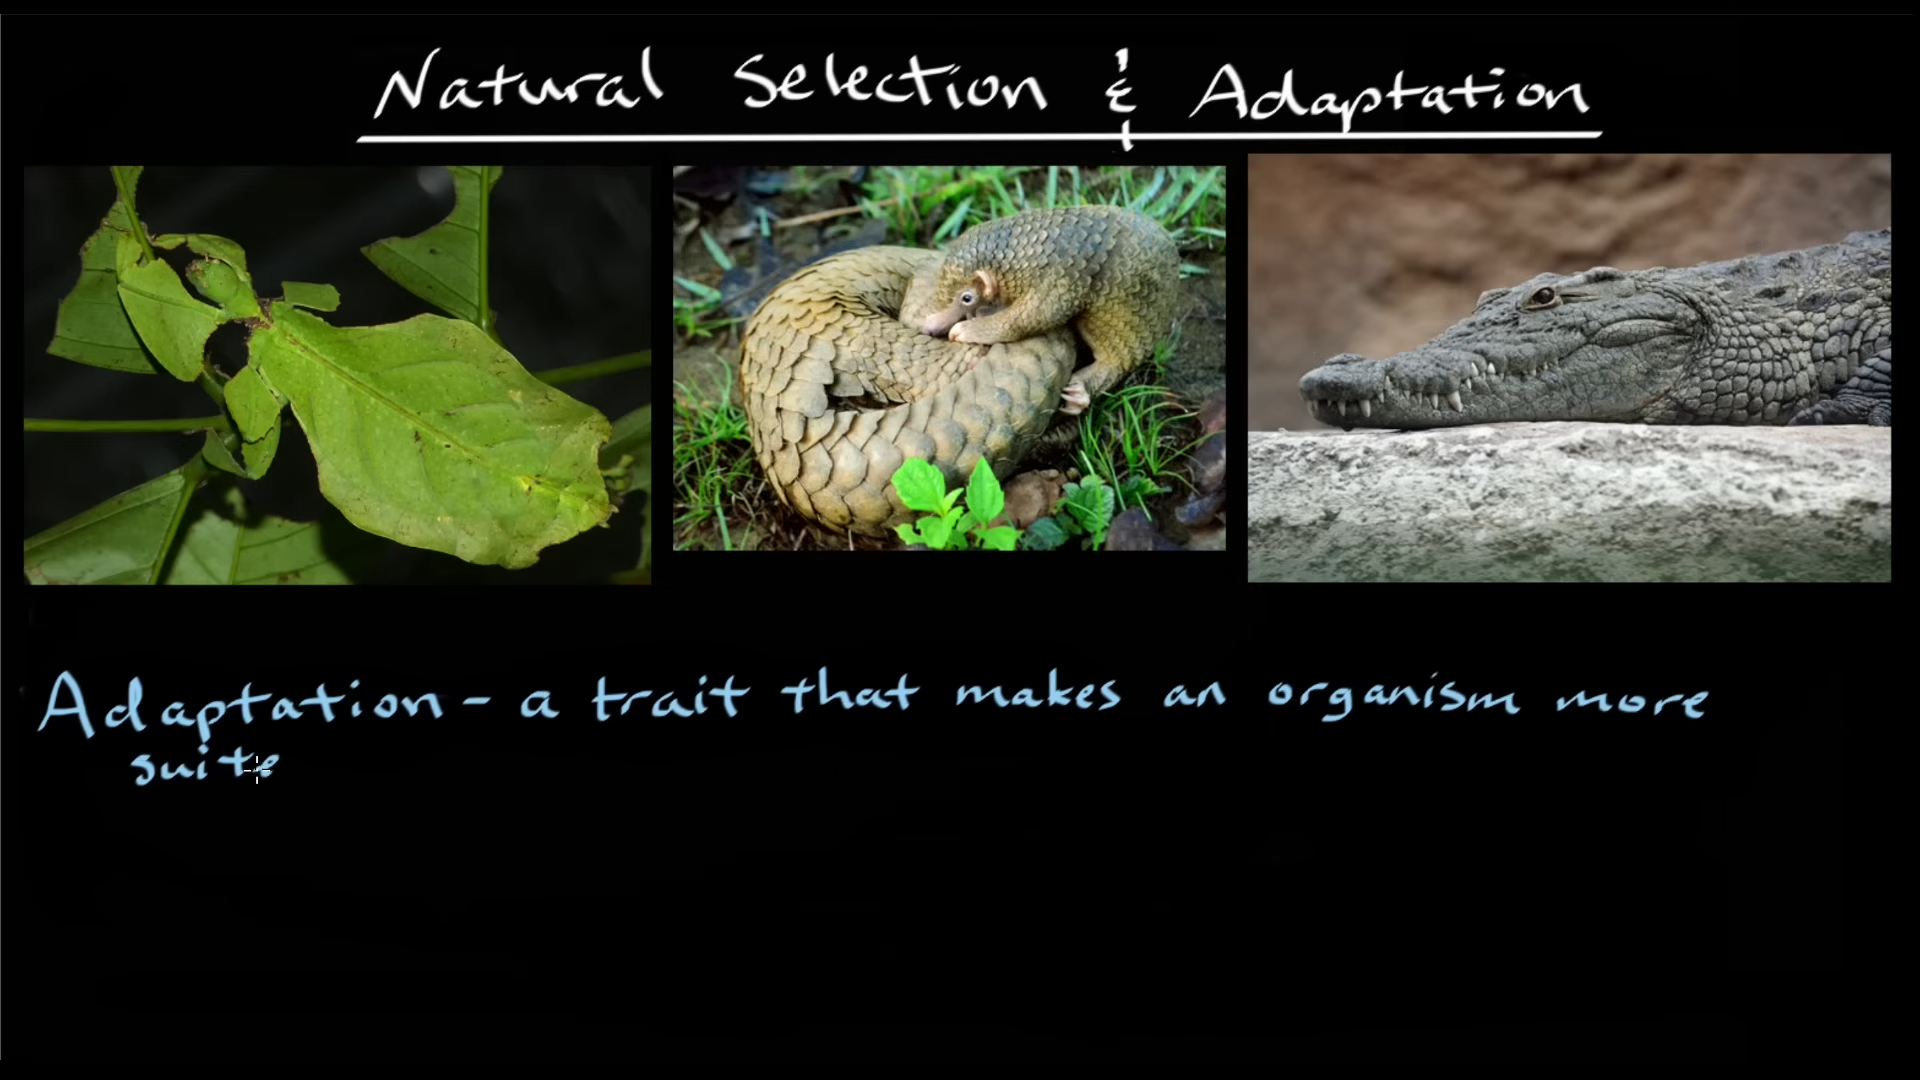 Natural Selection & Adaptation
Adaptation - a trait that makes an organism more
suite